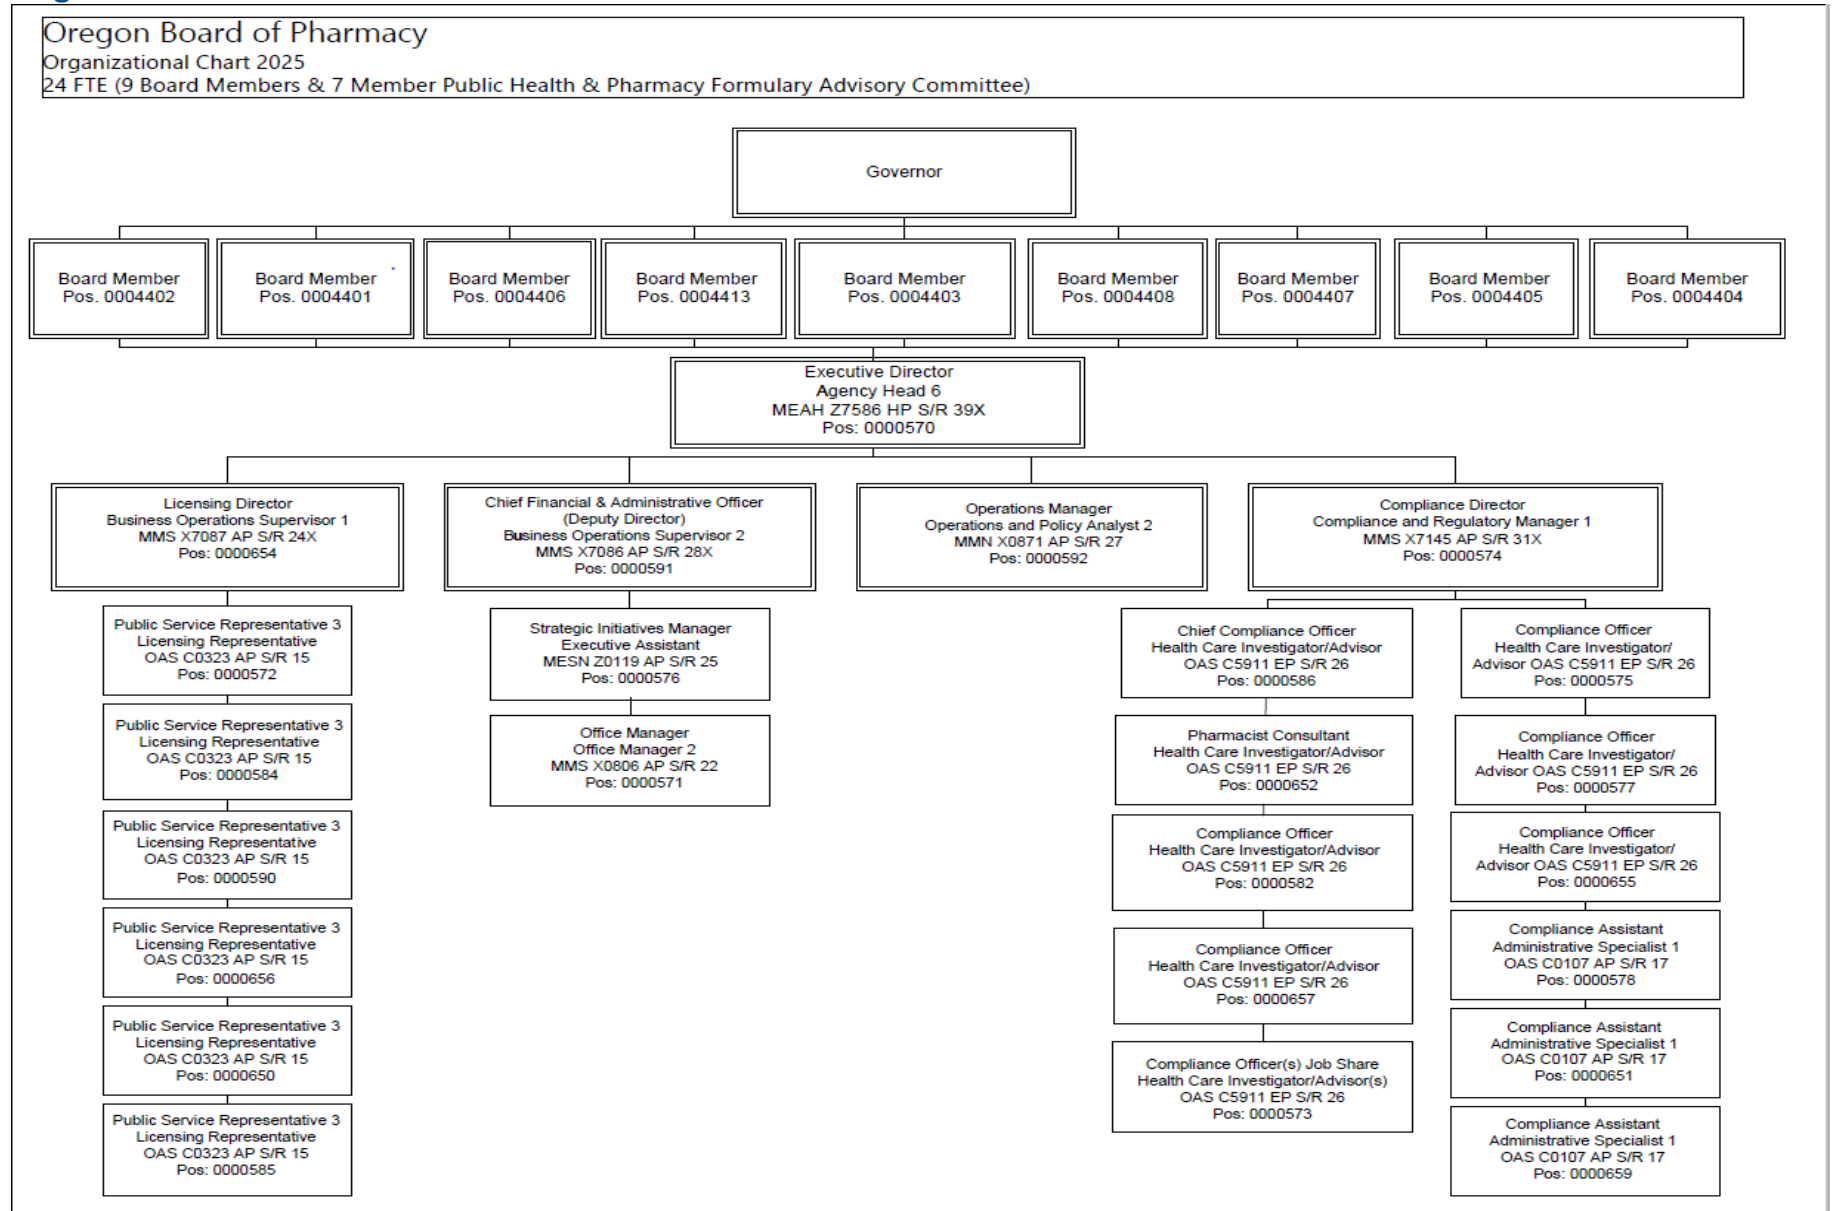 Oregon Board of Pharmacy
Organizational Chart 2025
24 FTE (9 Board Members & 7 Member Public Health & Pharmacy Formulary Advisory Committee)
Governor
Board Member
Pos. 0004402
Board Member
Pos. 0004401
Board Member
Pos. 0004406
Board Member
Pos. 0004413
Board Member
Pos. 0004403
Board Member
Pos. 0004408
Board Member
Pos. 0004407
Board Member
Pos. 0004405
Board Member
Pos. 0004404
Executive Director
Agency Head 6
MEAH Z7586 HP S/R 39X
Pos: 0000570
Licensing Director
Business Operations Supervisor 1
MMS X7087 AP S/R 24X
Pos: 0000654
Chief Financial & Administrative Officer
(Deputy Director)
Business Operations Supervisor 2
MMS X7086 AP S/R 28X
Pos: 0000591
Operations Manager
Operations and Policy Analyst 2
MMN X0871 AP S/R 27
Pos: 0000592
Compliance Director
Compliance and Regulatory Manager 1
MMS X7145 AP S/R 31X
Pos: 0000574
Public Service Representative 3
Licensing Representative
OAS C0323 AP S/R 15
Pos: 0000572
Public Service Representative 3
Licensing Representative
OAS C0323 AP S/R 15
Pos: 0000584
Public Service Representative 3
Licensing Representative
OAS C0323 AP S/R 15
Pos: 0000590
Public Service Representative 3
Licensing Representative
OAS C0323 AP S/R 15
Pos: 0000656
Public Service Representative 3
Licensing Representative
OAS C0323 AP S/R 15
Pos: 0000650
Public Service Representative 3
Licensing Representative
OAS C0323 AP S/R 15
Pos: 0000585
Strategic Initiatives Manager
Executive Assistant
MESN Z0119 AP S/R 25
Pos: 0000576
Office Manager
Office Manager 2
MMS X0806 AP S/R 22
Pos: 0000571
Chief Compliance Officer
Health Care Investigator/Advisor
OAS C5911 EP S/R 26
Pos: 0000586
Pharmacist Consultant
Health Care Investigator/Advisor
OAS C5911 EP S/R 26
Pos: 0000652
Compliance Officer
Health Care Investigator/Advisor
OAS C5911 EP S/R 26
Pos: 0000582
Compliance Officer
Health Care Investigator/Advisor
OAS C5911 EP S/R 26
Pos: 0000657
Compliance Officer(s) Job Share
Health Care Investigator/Advisor(s)
OAS C5911 EP S/R 26
Pos: 0000573
Compliance Officer
Health Care Investigator/
Advisor OAS C5911 EP S/R 26
Pos: 0000575
Compliance Officer
Health Care Investigator/
Advisor OAS C5911 EP S/R 26
Pos: 0000577
Compliance Officer
Health Care Investigator/
Advisor OAS C5911 EP S/R 26
Pos: 0000655
Compliance Assistant
Administrative Specialist 1
OAS C0107 AP S/R 17
Pos: 0000578
Compliance Assistant
Administrative Specialist 1
OAS C0107 AP S/R 17
Pos: 0000651
Compliance Assistant
Administrative Specialist 1
OAS C0107 AP S/R 17
Pos: 0000659